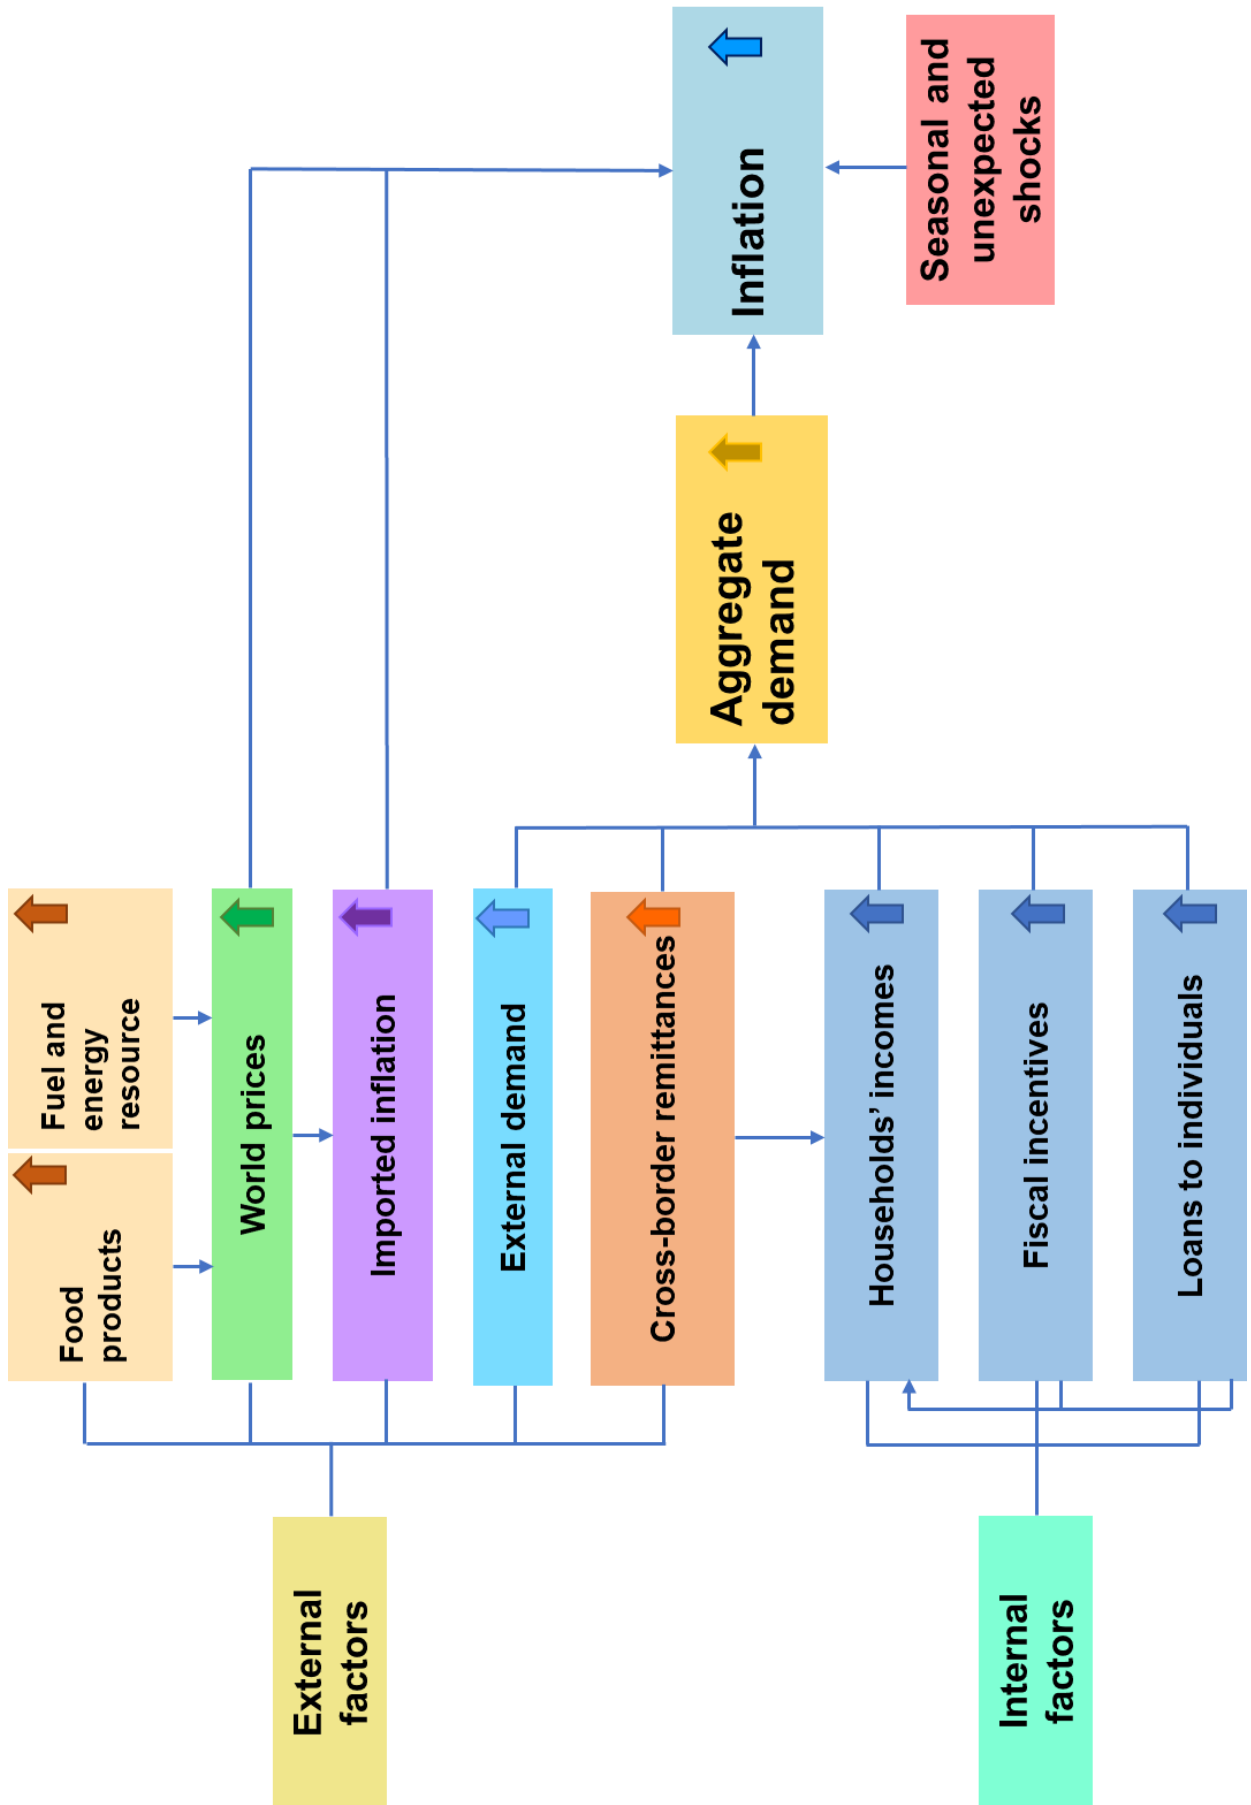 External
factors
Food
products
Fuel and
energy
resource
World prices
Imported inflation
External demand
Cross-border remittances
Internal
factors
Households' incomes
Fiscal incentives
Loans to individuals
Aggregate
demand
Inflation
Seasonal and
unexpected
shocks